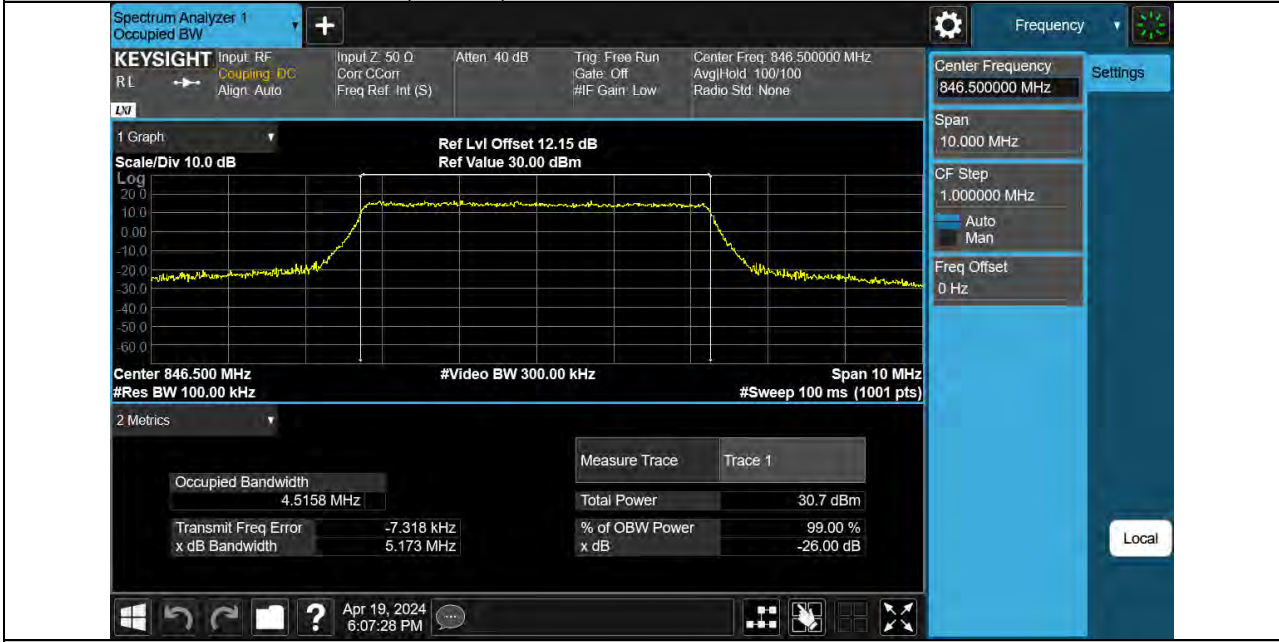 Spectrum Analyzer 1
Occupied BW
Frequency
KEYSIGHT
R L
LXI
Input: RF
Coupling: DC
Align: Auto
Input Z: 50 Ω
Corr CCorr
Freq Ref: Int (S)
Atten: 40 dB
Trig: Free Run
Gate: Off
#IF Gain: Low
Center Freq: 846.500000 MHz
Avg|Hold: 100/100
Radio Std: None
1 Graph
Scale/Div 10.0 dB
Ref Lvl Offset 12.15 dB
Ref Value 30.00 dBm
Log
20.0
10.0
0.00
-10.0
-20.0
-30.0
-40.0
-50.0
-60.0
Center 846.500 MHz
#Res BW 100.00 kHz
#Video BW 300.00 kHz
Span 10 MHz
#Sweep 100 ms (1001 pts)
2 Metrics
Occupied Bandwidth
4.5158 MHz
Transmit Freq Error -7.318 kHz
x dB Bandwidth 5.173 MHz
Measure Trace Trace 1
Total Power 30.7 dBm
% of OBW Power 99.00 %
x dB -26.00 dB
Center Frequency
846.500000 MHz
Span
10.000 MHz
CF Step
1.000000 MHz
Auto
Man
Freq Offset
0 Hz
Settings
Local
?
Apr 19, 2024
6:07:28 PM